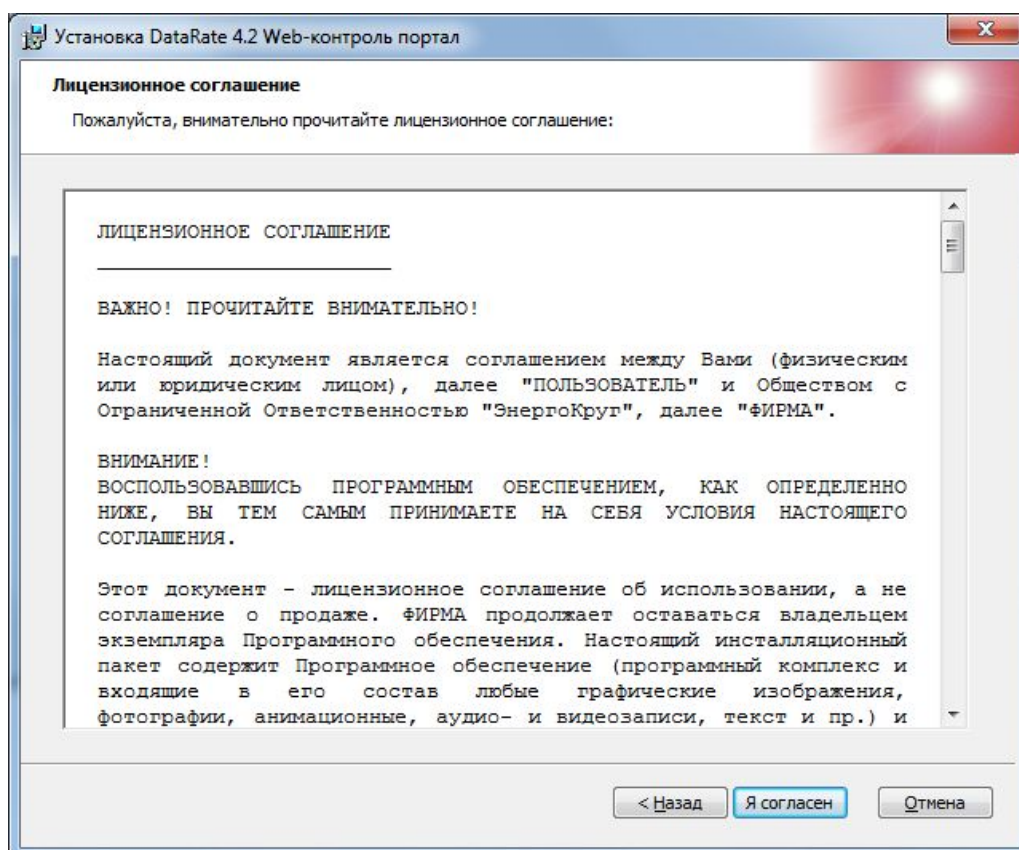 Установка DataRate 4.2 Web-контроль портал
Лицензионное соглашение
Пожалуйста, внимательно прочитайте лицензионное соглашение:
ЛИЦЕНЗИОННОЕ СОГЛАШЕНИЕ
ВАЖНО! ПРОЧИТАЙТЕ ВНИМАТЕЛЬНО!
Настоящий документ является соглашением между Вами (физическим
или юридическим лицом), далее "ПОЛЬЗОВАТЕЛЬ" и Обществом с
Ограниченной Ответственностью "ЭнергоКруг", далее "ФИРМА".
ВНИМАНИЕ!
ВОСПОЛЬЗОВАВШИСЬ ПРОГРАММНЫМ ОБЕСПЕЧЕНИЕМ, КАК ОПРЕДЕЛЕННО
НИЖЕ, ВЫ ТЕМ САМЫМ ПРИНИМАЕТЕ НА СЕБЯ УСЛОВИЯ НАСТОЯЩЕГО
СОГЛАШЕНИЯ.
Этот документ - лицензионное соглашение об использовании, а не
соглашение о продаже. ФИРМА продолжает оставаться владельцем
экземпляра Программного обеспечения. Настоящий инсталляционный
пакет содержит Программное обеспечение (программный комплекс и
входящие в его состав любые графические изображения,
фотографии, анимационные, аудио- и видеозаписи, текст и пр.) и
< Назад
Я согласен
Отмена